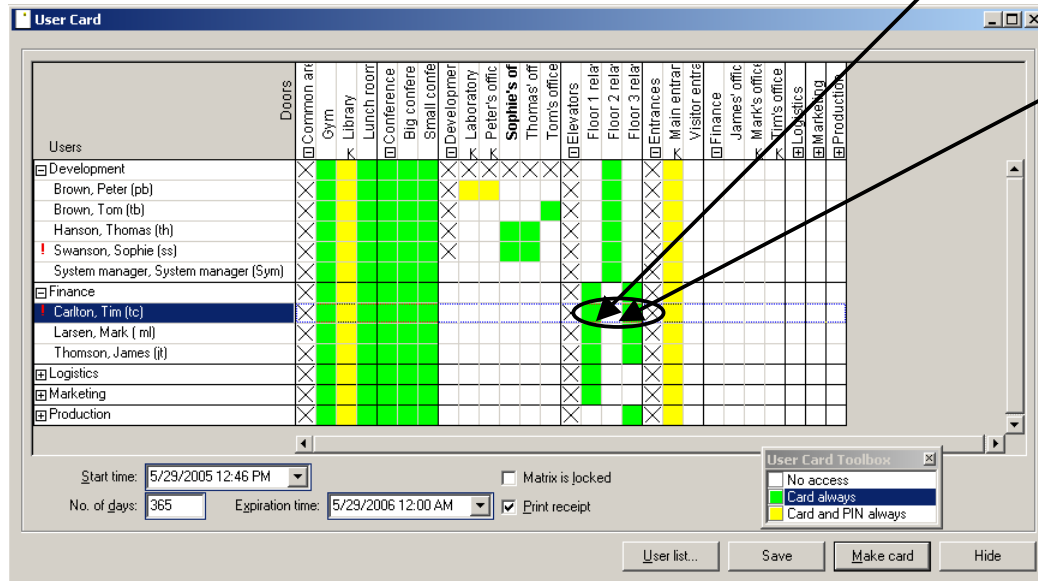 User Card
Doors
Users
Common are
Gym
Library
K
Lunch room
Conference
Big confere
Small confe
Developmer
Laboratory
K
Peter's offic
K
Sophie's of
Thomas' off
Tom's office
Elevators
Floor 1 rela
Floor 2 rela
Floor 3 rela
Entrances
Main entrar
K
Visitor entra
Finance
James' offic
Mark's office
K
Tim's office
K
Logistics
Marketing
Production
Development
Brown, Peter (pb)
Brown, Tom (tb)
Hanson, Thomas (th)
! Swanson, Sophie (ss)
System manager, System manager (Sym)
Finance
! Carlton, Tim (tc)
Larsen, Mark ( ml)
Thomson, James (jt)
Logistics
Marketing
Production
Start time: 5/29/2005 12:46 PM
Matrix is locked
No. of days: 365 Expiration time: 5/29/2006 12:00 AM
Print receipt
User Card Toolbox
No access
Card always
Card and PIN always
User list... Save Make card Hide